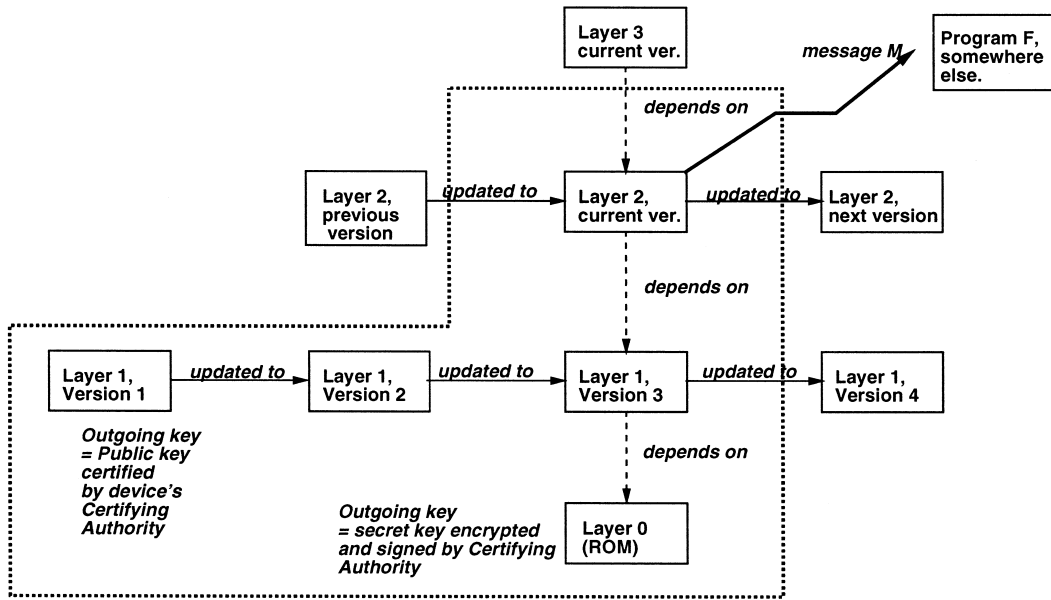 Layer 3
current ver.
message M
Program F,
somewhere
else.
depends on
Layer 2,
previous
version
updated to
Layer 2,
current ver.
updated to
Layer 2,
next version
depends on
Layer 1,
Version 1
updated to
Layer 1,
Version 2
updated to
Layer 1,
Version 3
updated to
Layer 1,
Version 4
Outgoing key
= Public key
certified
by device's
Certifying
Authority
depends on
Outgoing key
= secret key encrypted
and signed by Certifying
Authority
Layer 0
(ROM)